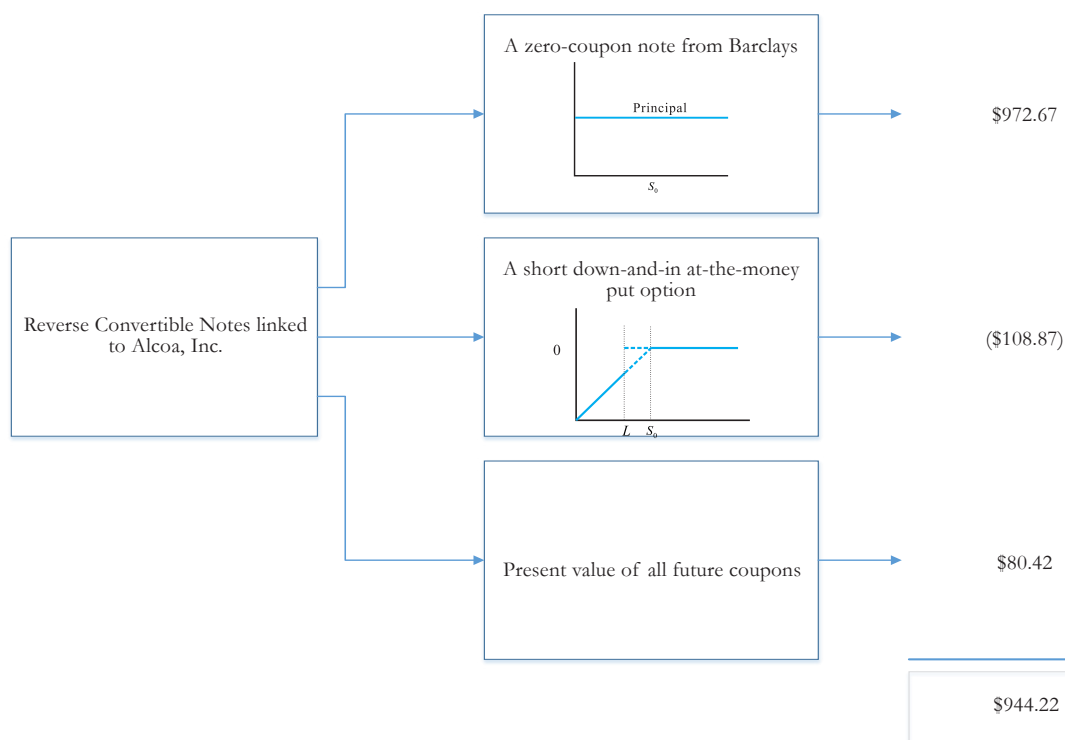 A zero-coupon note from Barclays
Principal
S₀
$972.67
Reverse Convertible Notes linked
to Alcoa, Inc.
A short down-and-in at-the-money
put option
0
L S₀
($108.87)
Present value of all future coupons
$80.42
$944.22